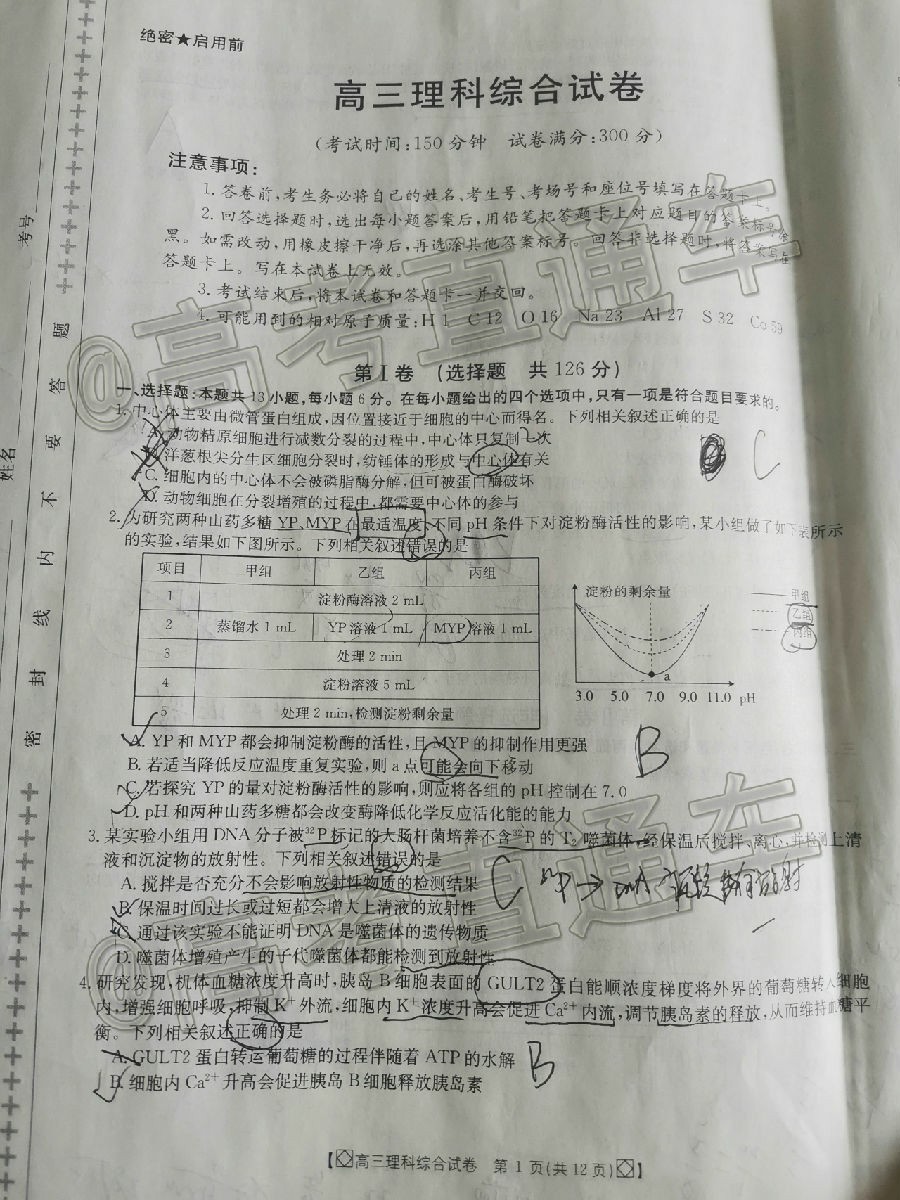 绝密★启用前
高三理科综合试卷
(考试时间:150分钟 试卷满分:300分)
注意事项:
1. 答卷前,考生务必将自己的姓名、考生号、考场号和座位号填写在答题卡上。
2. 回答选择题时,选出每小题答案后,用铅笔把答题卡上对应题目的答案标号涂
黑。如需改动,用橡皮擦干净后,再选涂其他答案标号。回答非选择题时,将答案写在
答题卡上。写在本试卷上无效。
3. 考试结束后,将本试卷和答题卡一并交回。
4. 可能用到的相对原子质量:H 1 C 12 O 16 Na 23 Al 27 S 32 Co 59
第Ⅰ卷 (选择题 共126分)
一、选择题:本题共13小题,每小题6分。在每小题给出的四个选项中,只有一项是符合题目要求的。
1. 中心体主要由微管蛋白组成,因位置接近于细胞的中心而得名。下列相关叙述正确的是
A. 动物精原细胞进行减数分裂的过程中,中心体只复制一次
B. 洋葱根尖分生区细胞分裂时,纺锤体的形成与中心体有关
C. 细胞内的中心体不会被磷脂酶分解,但可被蛋白酶破坏
D. 动物细胞在分裂增殖的过程中,都需要中心体的参与
C
2. 为研究两种山药多糖 YP、MYP 在最适温度、不同 pH 条件下对淀粉酶活性的影响,某小组做了如下表所示
的实验,结果如下图所示。下列相关叙述错误的是
项目 甲组 乙组 丙组
1 淀粉酶溶液 2 mL
2 蒸馏水 1 mL YP溶液 1 mL MYP溶液 1 mL
3 处理 2 min
4 淀粉溶液 5 mL
5 处理 2 min,检测淀粉剩余量
淀粉的剩余量
甲组
乙组
丙组
a
3.0 5.0 7.0 9.0 11.0 pH
A. YP 和 MYP 都会抑制淀粉酶的活性,且 MYP 的抑制作用更强
B. 若适当降低反应温度重复实验,则 a 点可能会向下移动
C. 若探究 YP 的量对淀粉酶活性的影响,则应将各组的 pH 控制在 7.0
D. pH 和两种山药多糖都会改变酶降低化学反应活化能的能力
B
3. 某实验小组用 DNA 分子被³²P 标记的大肠杆菌培养不含³²P 的 T₂ 噬菌体,经保温后搅拌、离心,并检测上清
液和沉淀物的放射性。下列相关叙述错误的是
A. 搅拌是否充分不会影响放射性物质的检测结果
B. 保温时间过长或过短都会增大上清液的放射性
C. 通过该实验不能证明 DNA 是噬菌体的遗传物质
D. 噬菌体增殖产生的子代噬菌体都能检测到放射性
C
4. 研究发现,机体血糖浓度升高时,胰岛 B 细胞表面的 GULT2 蛋白能顺浓度梯度将外界的葡萄糖转入细胞
内,增强细胞呼吸,抑制 K⁺ 外流,细胞内 K⁺ 浓度升高会促进 Ca²⁺ 内流,调节胰岛素的释放,从而维持血糖平
衡。下列相关叙述正确的是
A. GULT2 蛋白转运葡萄糖的过程伴随着 ATP 的水解
B. 细胞内 Ca²⁺ 升高会促进胰岛 B 细胞释放胰岛素
B
【高三理科综合试卷 第 1 页(共 12 页)】
考号
姓名
密 封 线 内 不 要 答 题
@高考直通车
@高考直通车